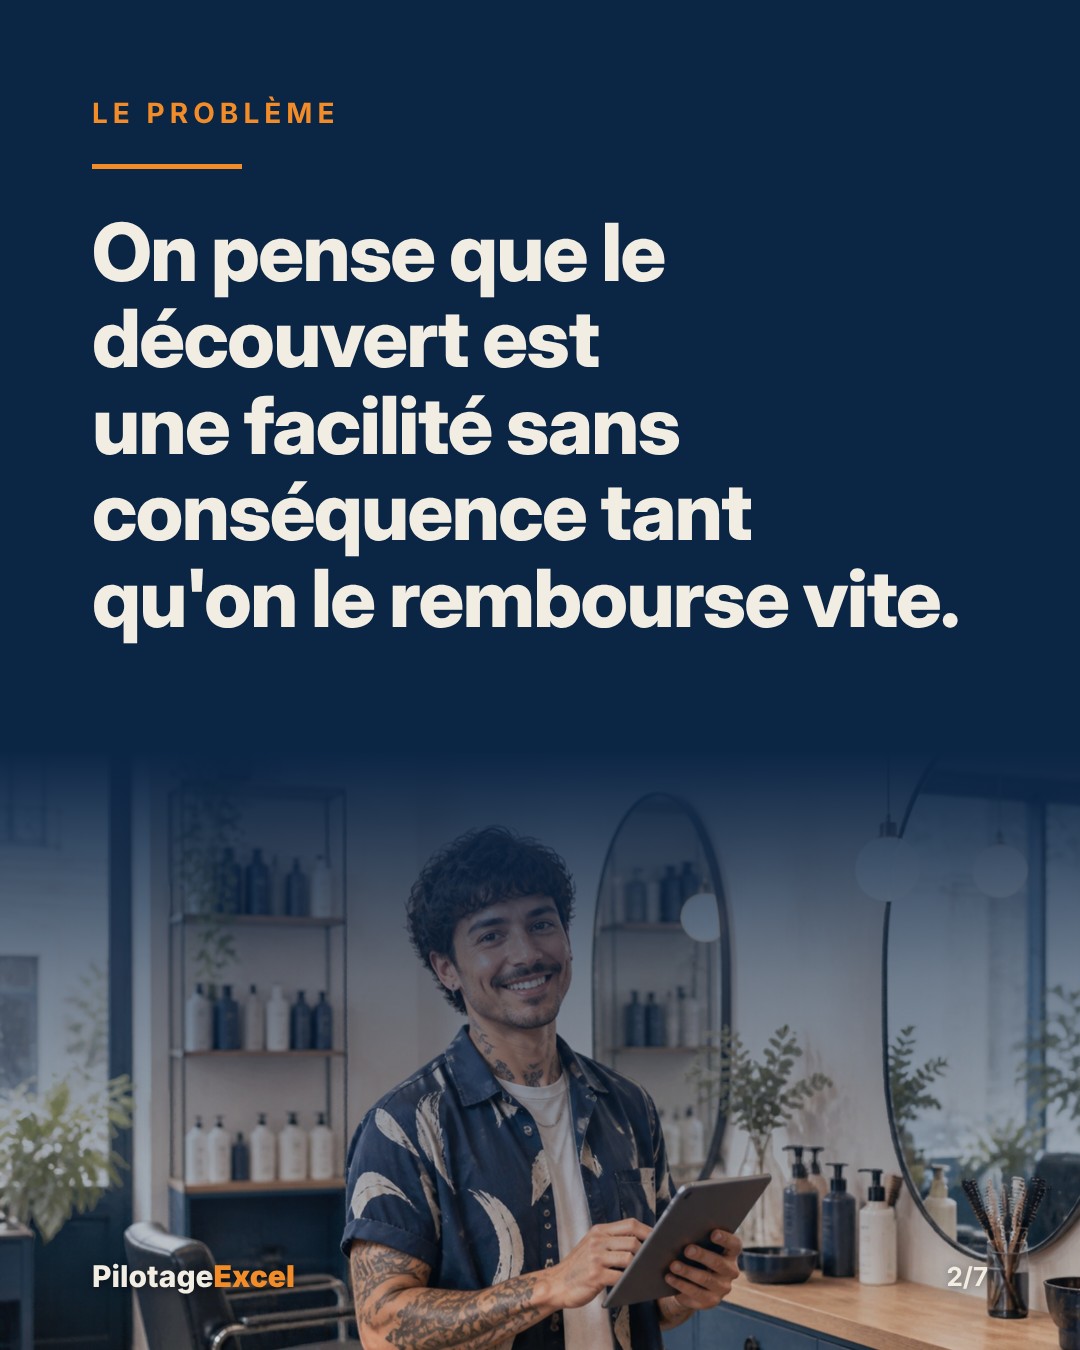 LE PROBLÈME
On pense que le
découvert est
une facilité sans
conséquence tant
qu'on le rembourse vite.
PilotageExcel
2/7